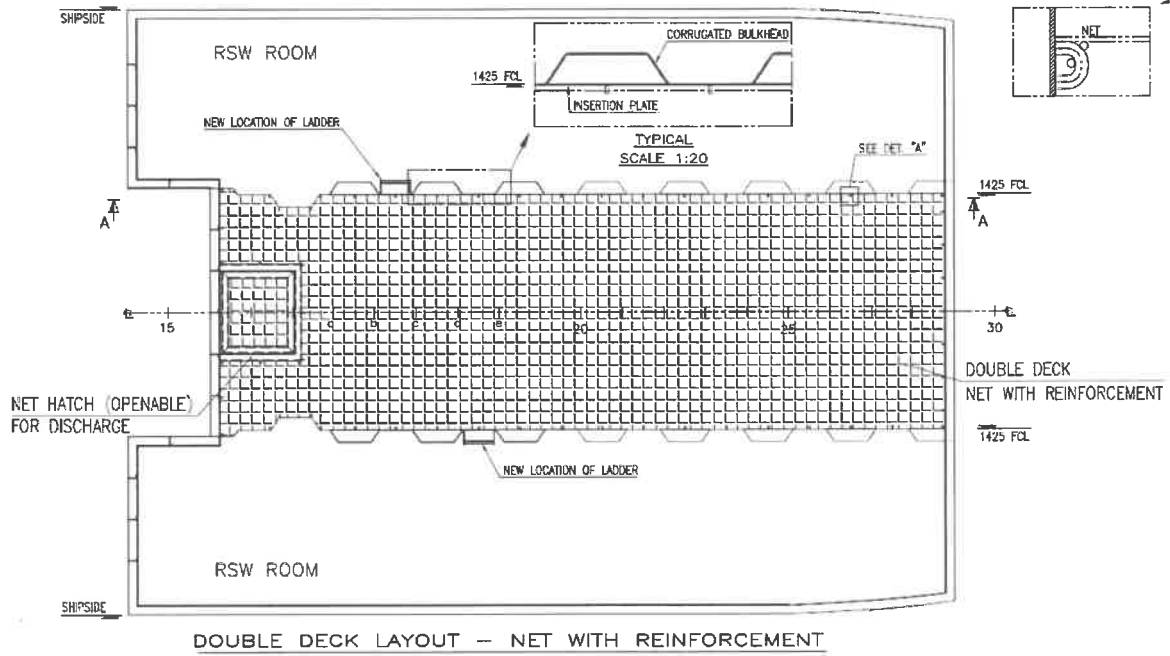 SHIPSIDE
RSW ROOM
CORRUGATED BULKHEAD
1425 FCL
INSERTION PLATE
NET
NEW LOCATION OF LADDER
TYPICAL
SCALE 1:20
SEE DET. "A"
1425 FCL
A
A
15
a
b
c
d
e
20
25
30
DOUBLE DECK
NET WITH REINFORCEMENT
NET HATCH (OPENABLE)
FOR DISCHARGE
1425 FCL
NEW LOCATION OF LADDER
RSW ROOM
SHIPSIDE
DOUBLE DECK LAYOUT - NET WITH REINFORCEMENT